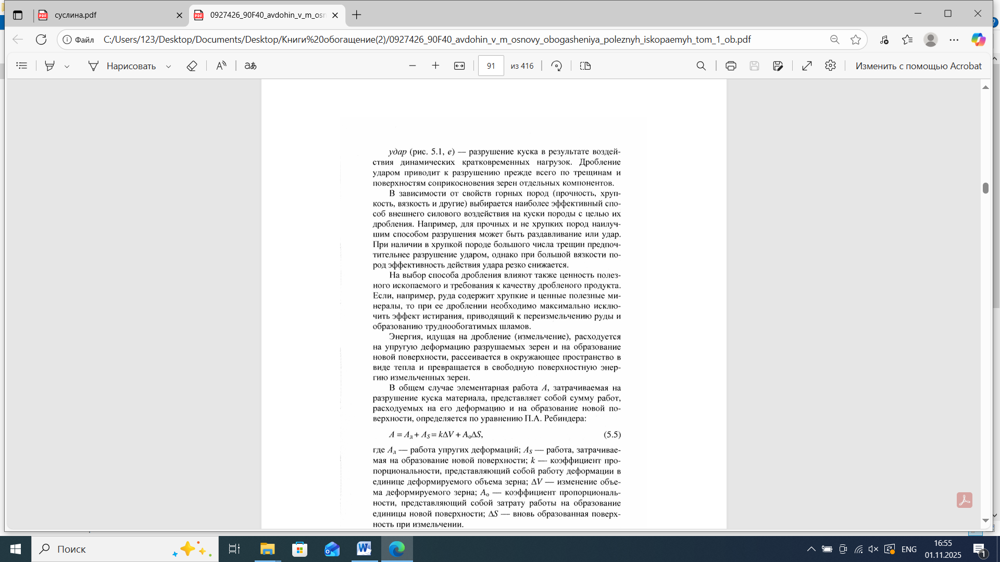 суслина.pdf
0927426_90F40_avdohin_v_m_osn
Файл
C:/Users/123/Desktop/Documents/Desktop/Книги%20обогащение(2)/0927426_90F40_avdohin_v_m_osnovy_obogasheniya_poleznyh_iskopaemyh_tom_1_ob.pdf
Нарисовать
аあ
91
из 416
Изменить с помощью Acrobat
удар (рис. 5.1, е) — разрушение куска в результате воздей-
ствия динамических кратковременных нагрузок. Дробление
ударом приводит к разрушению прежде всего по трещинам и
поверхностям соприкосновения зерен отдельных компонентов.
В зависимости от свойств горных пород (прочность, хруп-
кость, вязкость и другие) выбирается наиболее эффективный спо-
соб внешнего силового воздействия на куски породы с целью их
дробления. Например, для прочных и не хрупких пород наилуч-
шим способом разрушения может быть раздавливание или удар.
При наличии в хрупкой породе большого числа трещин предпоч-
тительнее разрушение ударом, однако при большой вязкости по-
род эффективность действия удара резко снижается.
На выбор способа дробления влияют также ценность полез-
ного ископаемого и требования к качеству дробленого продукта.
Если, например, руда содержит хрупкие и ценные полезные ми-
нералы, то при ее дроблении необходимо максимально исклю-
чить эффект истирания, приводящий к переизмельчению руды и
образованию труднообогатимых шламов.
Энергия, идущая на дробление (измельчение), расходуется
на упругую деформацию разрушаемых зерен и на образование
новой поверхности, рассеивается в окружающее пространство в
виде тепла и превращается в свободную поверхностную энер-
гию измельченных зерен.
В общем случае элементарная работа A, затрачиваемая на
разрушение куска материала, представляет собой сумму работ,
расходуемых на его деформацию и на образование новой по-
верхности, определяется по уравнению П.А. Ребиндера:
A = Aд + AS = kΔV + AоΔS, (5.5)
где Aд — работа упругих деформаций; AS — работа, затрачивае-
мая на образование новой поверхности; k — коэффициент про-
порциональности, представляющий собой работу деформации в
единице деформируемого объема зерна; ΔV — изменение объе-
ма деформируемого зерна; Aо — коэффициент пропорциональ-
ности, представляющий собой затрату работы на образование
единицы новой поверхности; ΔS — вновь образованная поверх-
ность при измельчении.
Поиск
ENG
16:55
01.11.2025
1